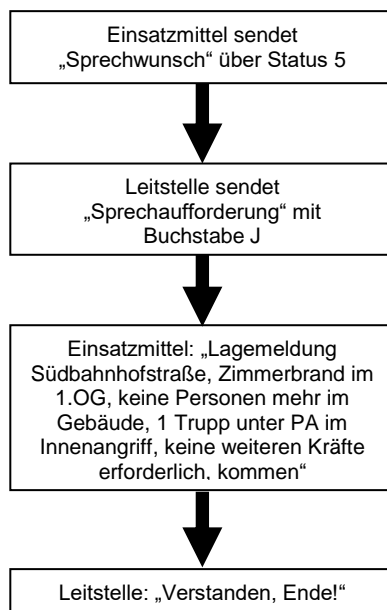 Einsatzmittel sendet
„Sprechwunsch“ über Status 5
Leitstelle sendet
„Sprechaufforderung“ mit
Buchstabe J
Einsatzmittel: „Lagemeldung
Südbahnhofstraße, Zimmerbrand im
1.OG, keine Personen mehr im
Gebäude, 1 Trupp unter PA im
Innenangriff, keine weiteren Kräfte
erforderlich, kommen“
Leitstelle: „Verstanden, Ende!“